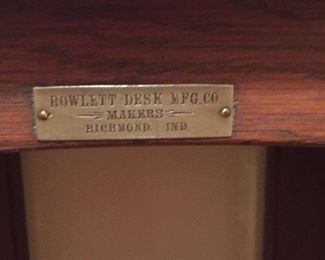 ROWLETT DESK MFG. CO
MAKERS
RICHMOND. IND.